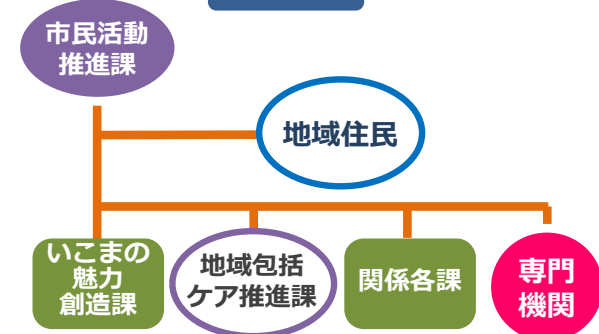 市民活動
推進課
地域住民
いこまの
魅力
創造課
地域包括
ケア推進課
関係各課
専門
機関